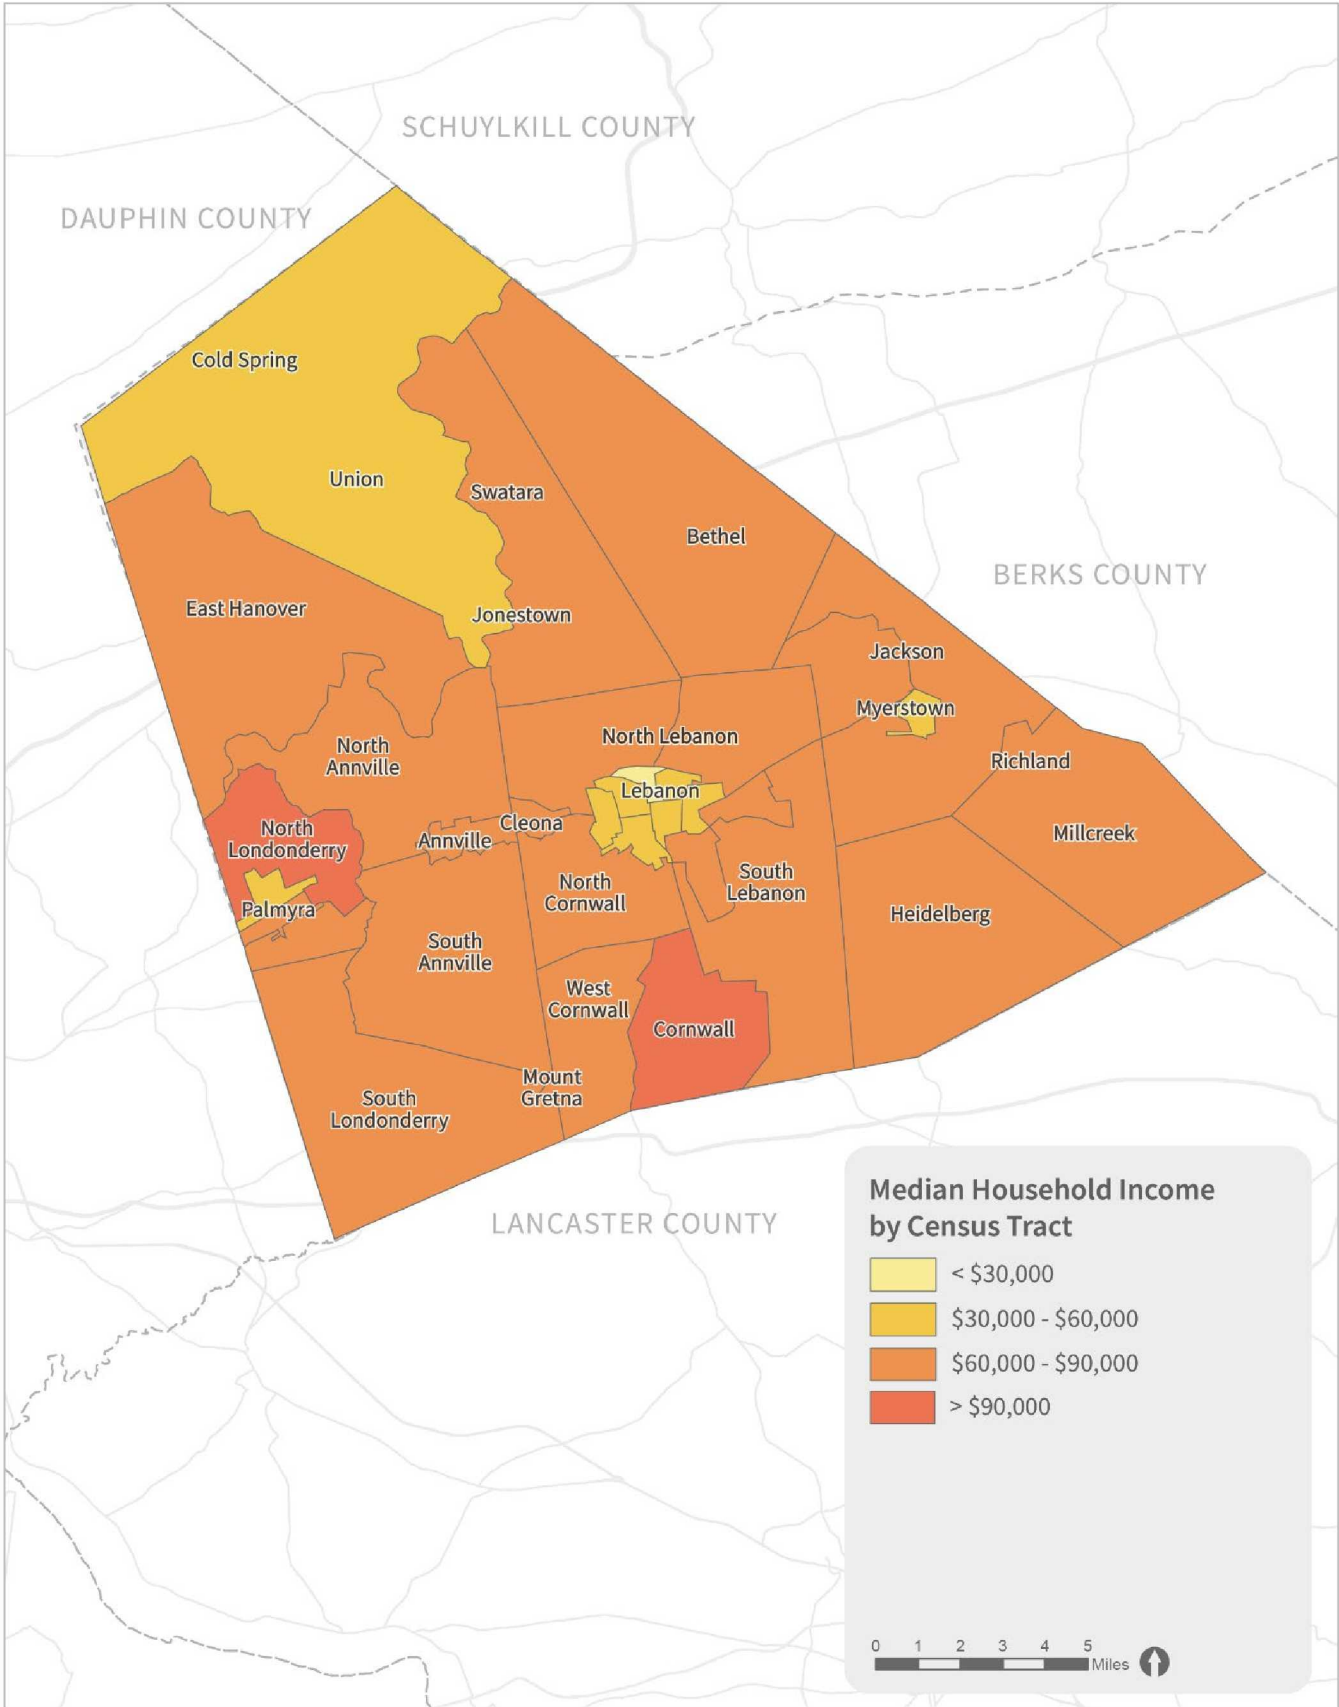 SCHUYLKILL COUNTY
DAUPHIN COUNTY
Cold Spring
Union
Swatara
Bethel
BERKS COUNTY
East Hanover
Jonestown
Jackson
Myerstown
North
Annville
North Lebanon
Richland
Lebanon
North
Londonderry
Annville
Cleona
Millcreek
Palmyra
North
Cornwall
South
Lebanon
Heidelberg
South
Annville
West
Cornwall
Cornwall
Mount
Gretna
South
Londonderry
LANCASTER COUNTY
Median Household Income
by Census Tract
< $30,000
$30,000 - $60,000
$60,000 - $90,000
> $90,000
0 1 2 3 4 5
Miles